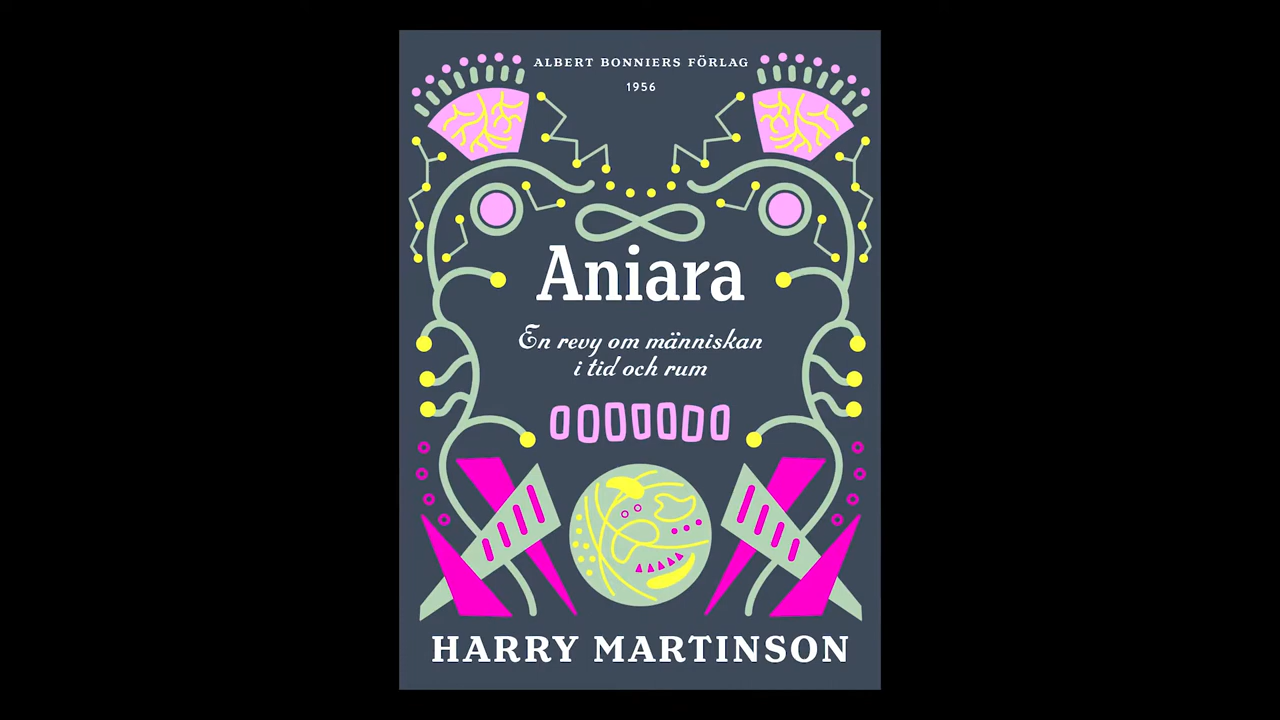 ALBERT BONNIERS FÖRLAG
1956
Aniara
En revy om människan
i tid och rum
HARRY MARTINSON